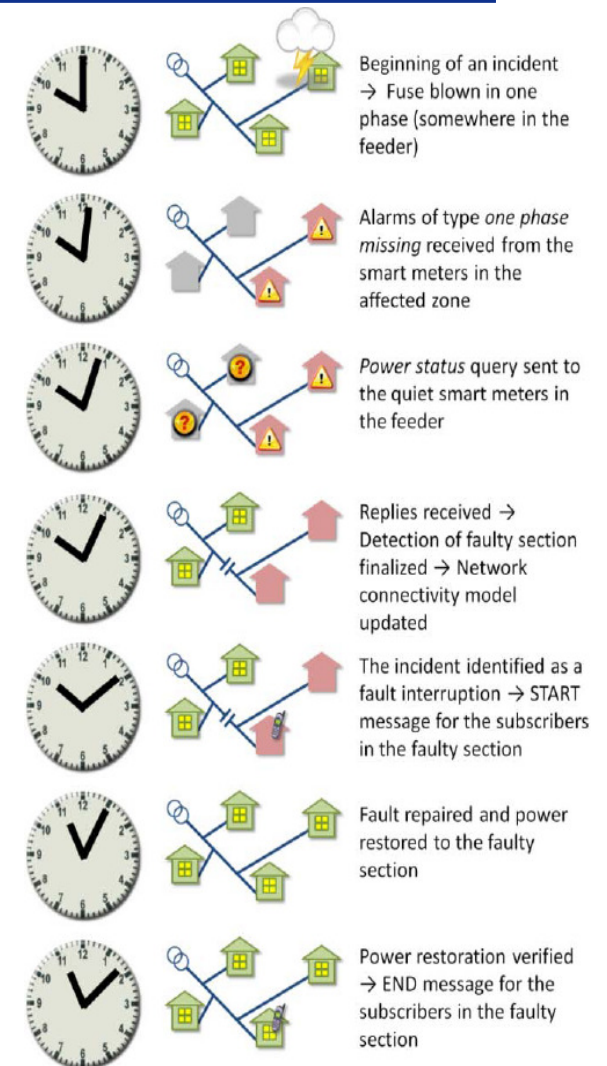 Beginning of an incident
→ Fuse blown in one
phase (somewhere in the
feeder)
Alarms of type one phase
missing received from the
smart meters in the
affected zone
Power status query sent to
the quiet smart meters in
the feeder
Replies received →
Detection of faulty section
finalized → Network
connectivity model
updated
The incident identified as a
fault interruption → START
message for the subscribers
in the faulty section
Fault repaired and power
restored to the faulty
section
Power restoration verified
→ END message for the
subscribers in the faulty
section